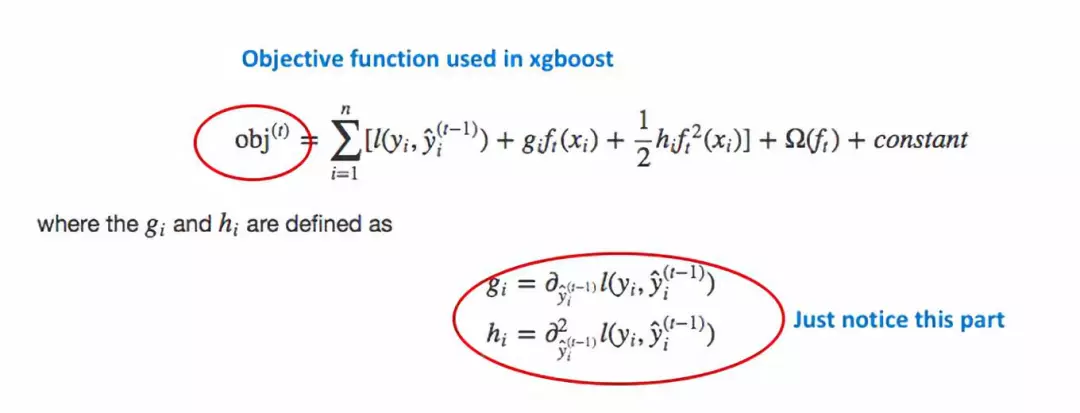 Objective function used in xgboost
obj^{(t)} = \sum_{i=1}^{n} [l(y_i, \hat{y}_i^{(t-1)}) + g_i f_t(x_i) + \frac{1}{2} h_i f_t^2(x_i)] + \Omega(f_t) + constant
where the g_i and h_i are defined as
g_i = \partial_{\hat{y}_i^{(t-1)}} l(y_i, \hat{y}_i^{(t-1)})
h_i = \partial^2_{\hat{y}_i^{(t-1)}} l(y_i, \hat{y}_i^{(t-1)})
Just notice this part